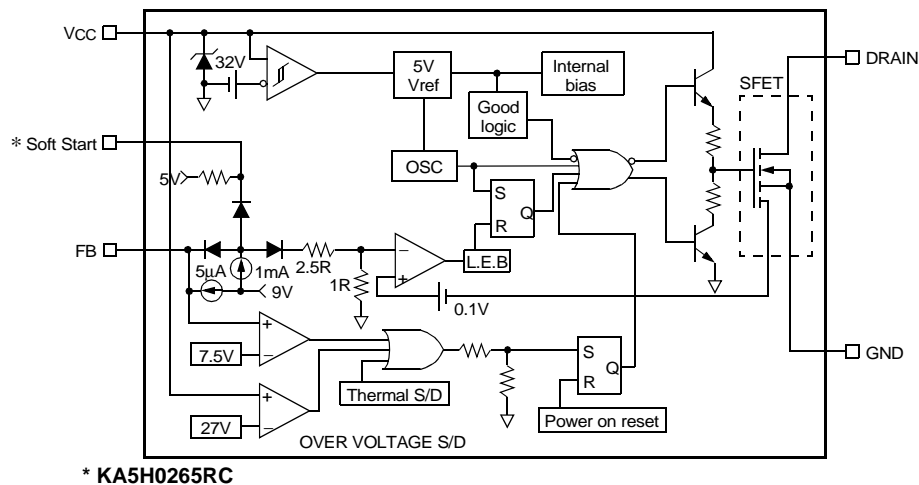 VCC
32V
5V
Vref
Internal
bias
DRAIN
SFET
Good
logic
* Soft Start
OSC
5V
S
R
Q
FB
2.5R
L.E.B
5μA
1mA
9V
1R
−
+
0.1V
+
7.5V
−
Thermal S/D
S
R
Q
GND
+
27V
−
Power on reset
OVER VOLTAGE S/D
* KA5H0265RC